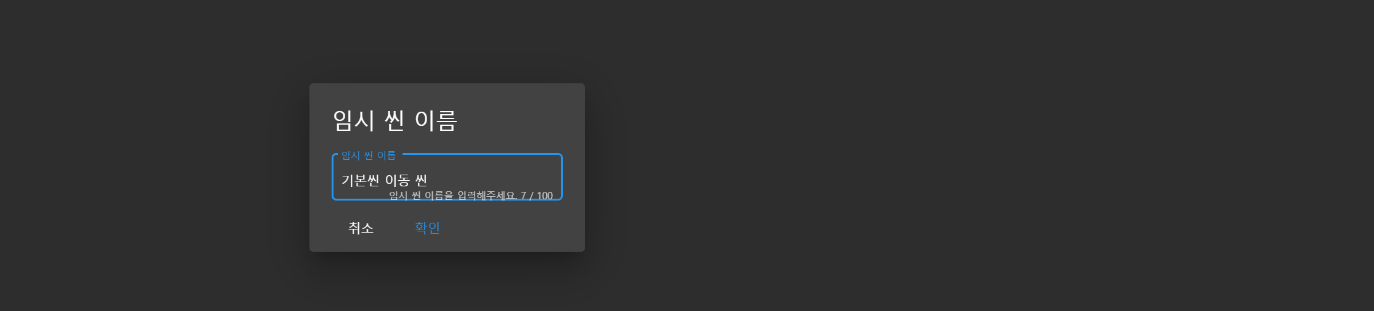 임시 씬 이름
임시 씬 이름
기본씬 이동 씬
임시 씬 이름을 입력해주세요. 7 / 100
취소 확인